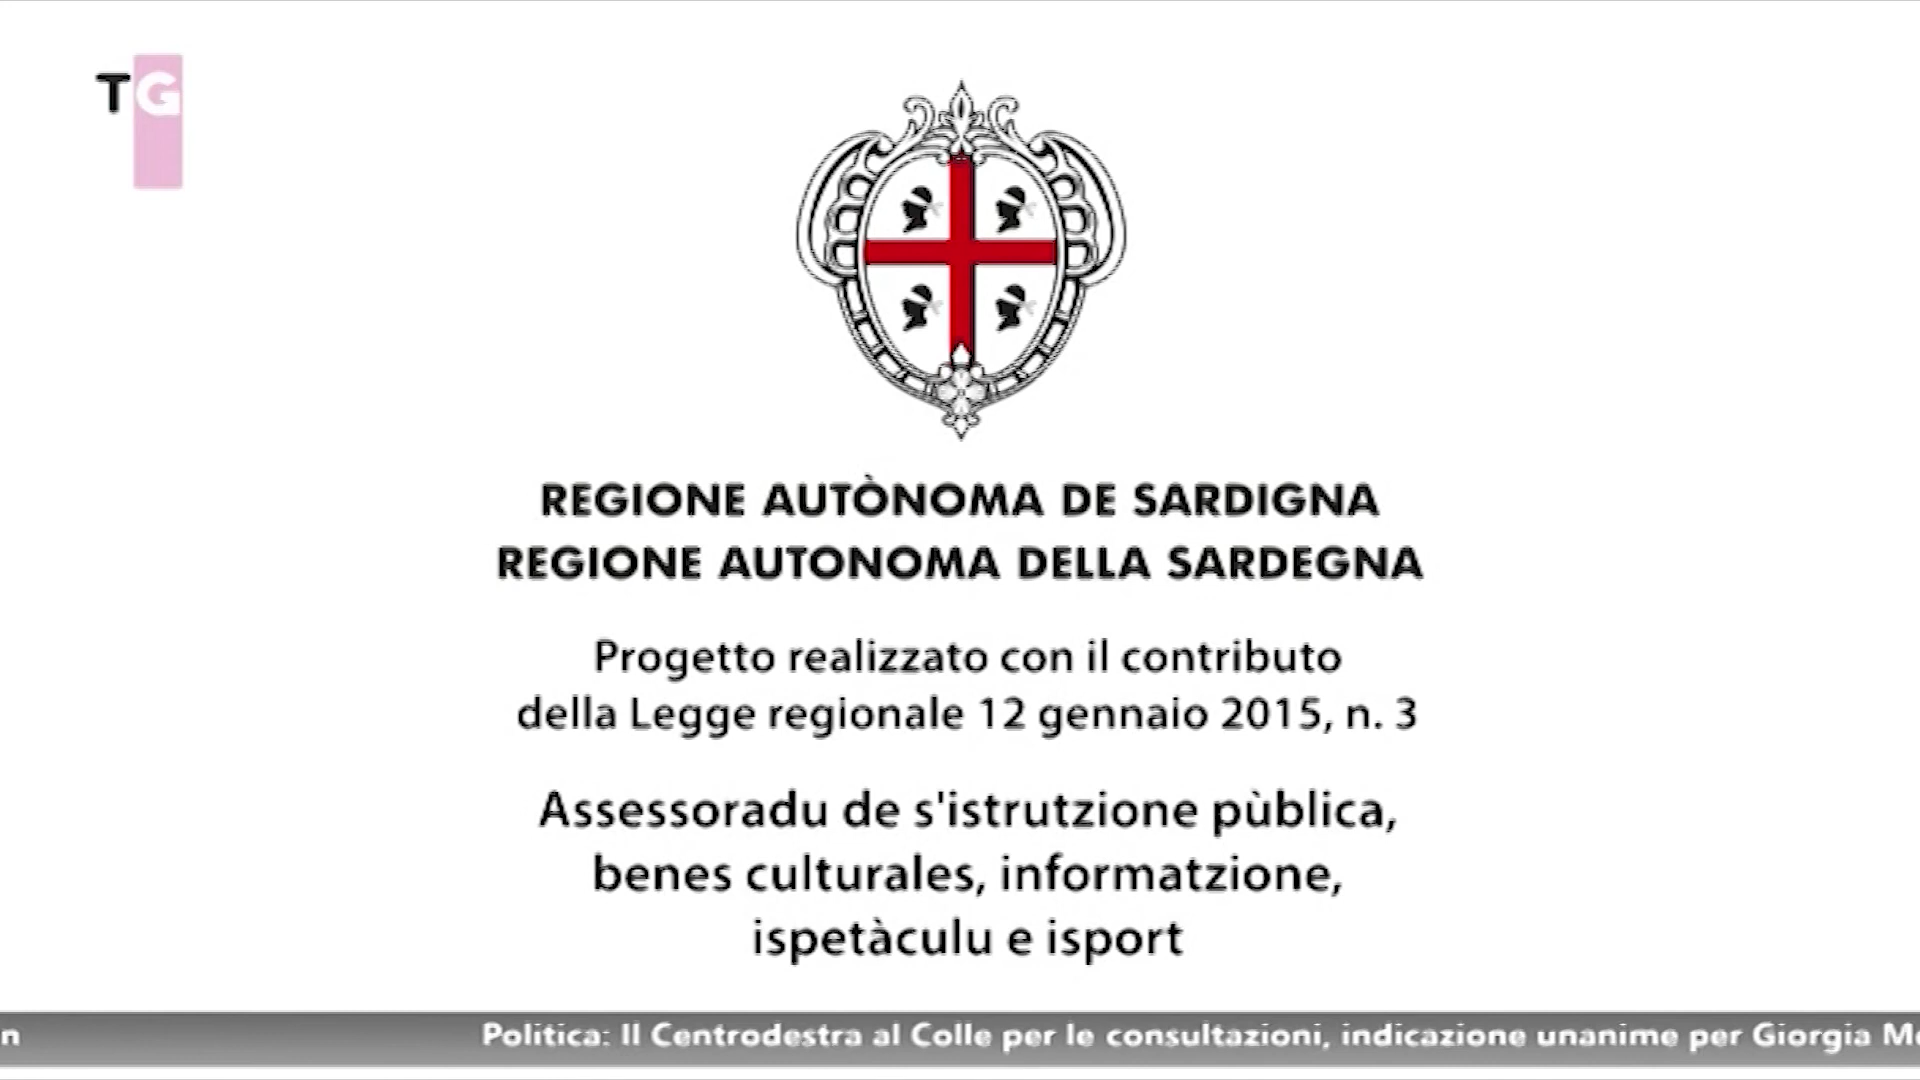 TG
REGIONE AUTÒNOMA DE SARDIGNA
REGIONE AUTONOMA DELLA SARDEGNA
Progetto realizzato con il contributo
della Legge regionale 12 gennaio 2015, n. 3
Assessoradu de s'istrutzione pùblica,
benes culturales, informatzione,
ispetàculu e isport
Politica: Il Centrodestra al Colle per le consultazioni, indicazione unanime per Giorgia